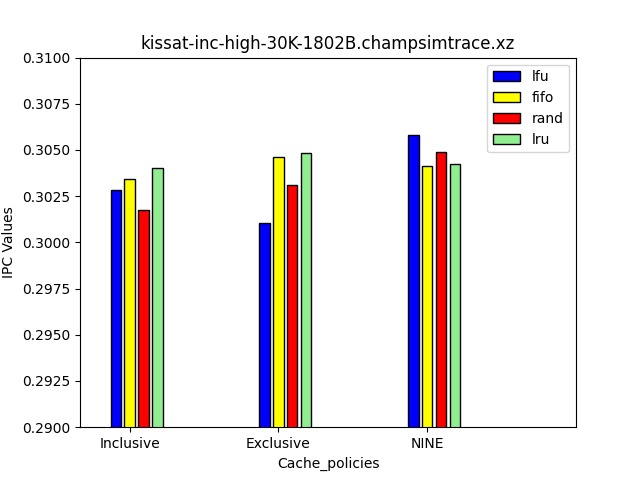 kissat-inc-high-30K-1802B.champsimtrace.xz
0.3100
0.3075
0.3050
0.3025
0.3000
0.2975
0.2950
0.2925
0.2900
IPC Values
lfu
fifo
rand
lru
Inclusive Exclusive NINE
Cache_policies